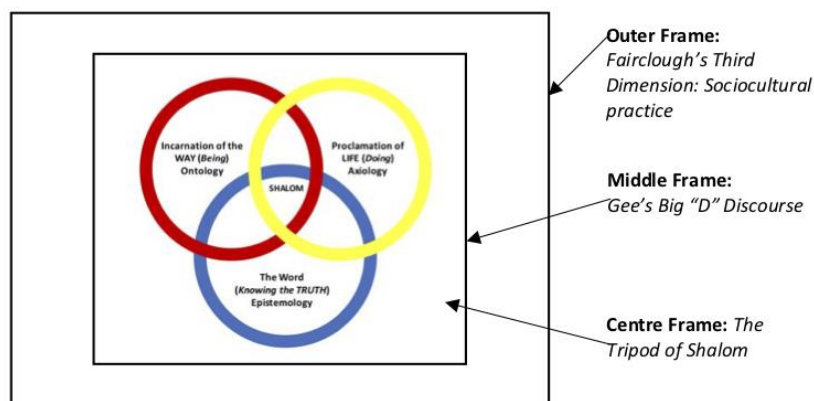 Incarnation of the
WAY (Being)
Ontology
Proclamation of
LIFE (Doing)
Axiology
SHALOM
The Word
(Knowing the TRUTH)
Epistemology
Outer Frame:
Fairclough's Third
Dimension: Sociocultural
practice
Middle Frame:
Gee's Big "D" Discourse
Centre Frame: The
Tripod of Shalom